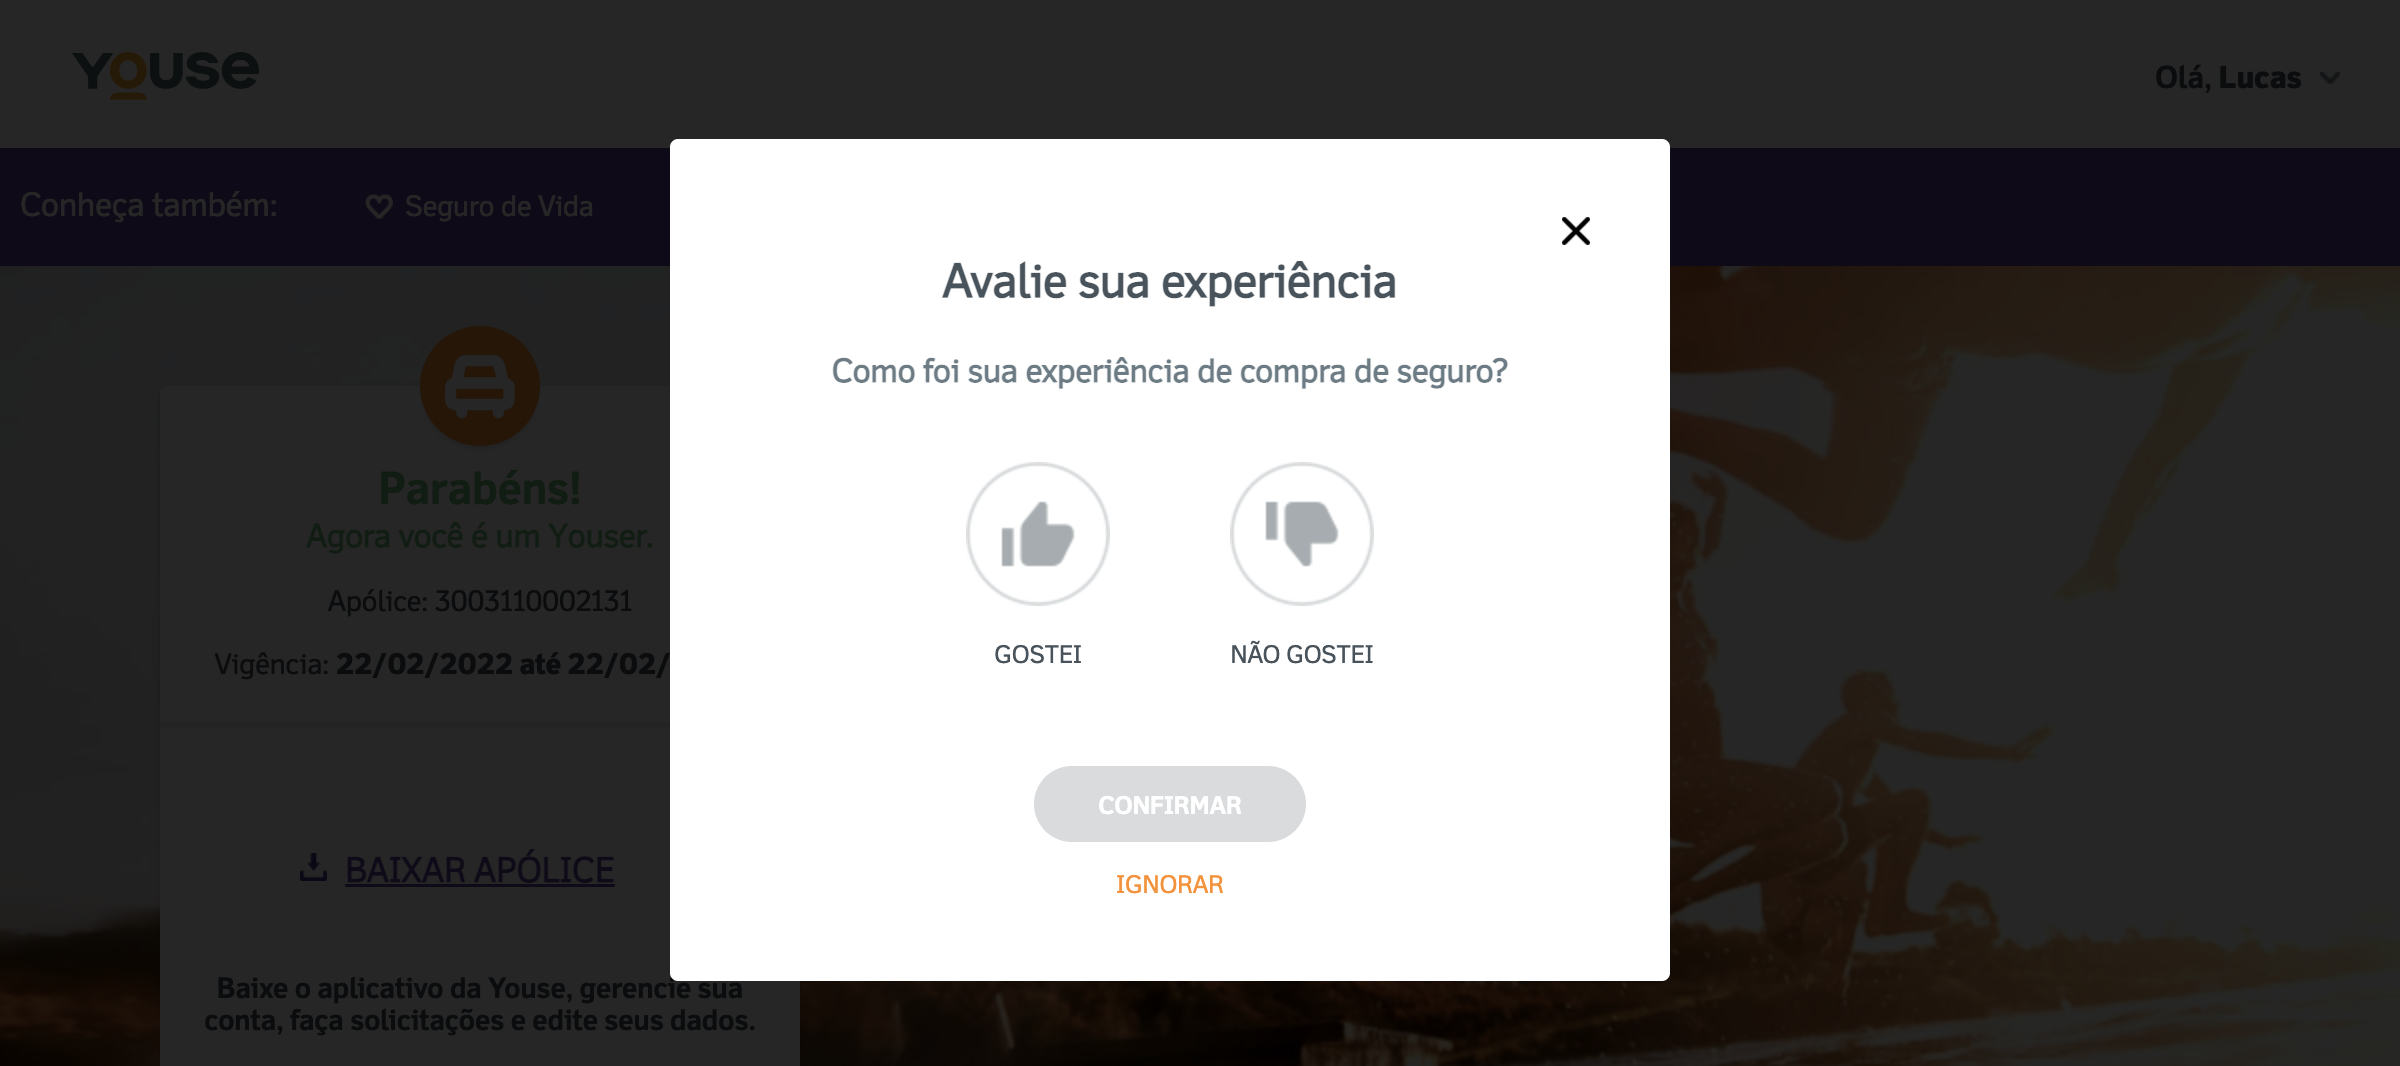 Youse
Olá, Lucas
Conheça também:
Seguro de Vida
Avalie sua experiência
Como foi sua experiência de compra de seguro?
GOSTEI
NÃO GOSTEI
CONFIRMAR
IGNORAR
Parabéns!
Agora você é um Youser.
Apólice: 3003110002131
Vigência: 22/02/2022 até 22/02/
BAIXAR APÓLICE
Baixe o aplicativo da Youse, gerencie sua
conta, faça solicitações e edite seus dados.